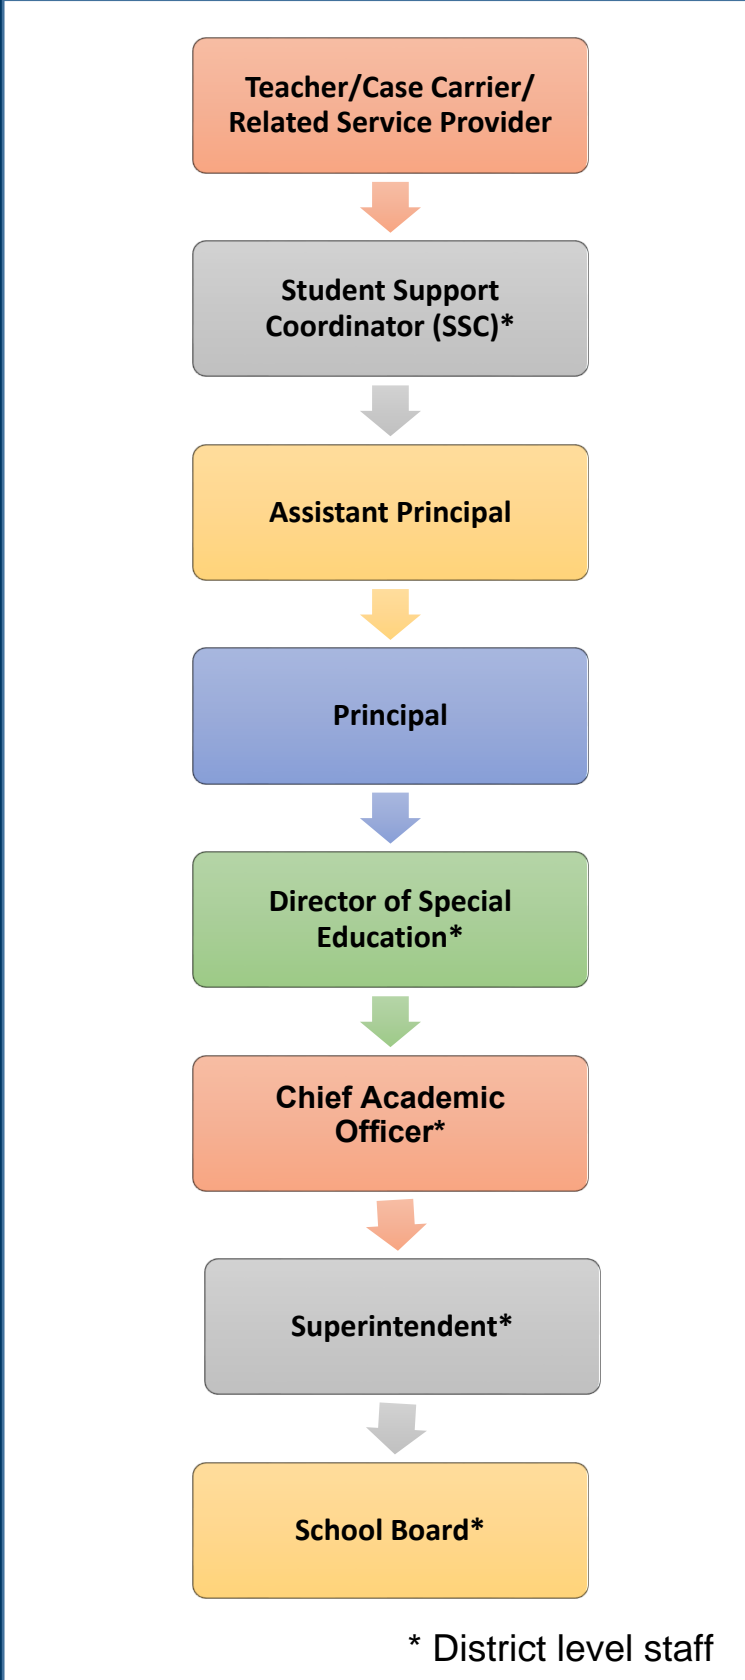 Teacher/Case Carrier/
Related Service Provider
Student Support
Coordinator (SSC)*
Assistant Principal
Principal
Director of Special
Education*
Chief Academic
Officer*
Superintendent*
School Board*
* District level staff